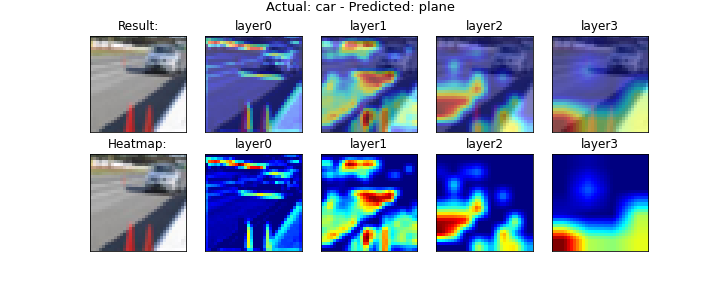 Actual: car - Predicted: plane
Result: layer0 layer1 layer2 layer3
Heatmap: layer0 layer1 layer2 layer3